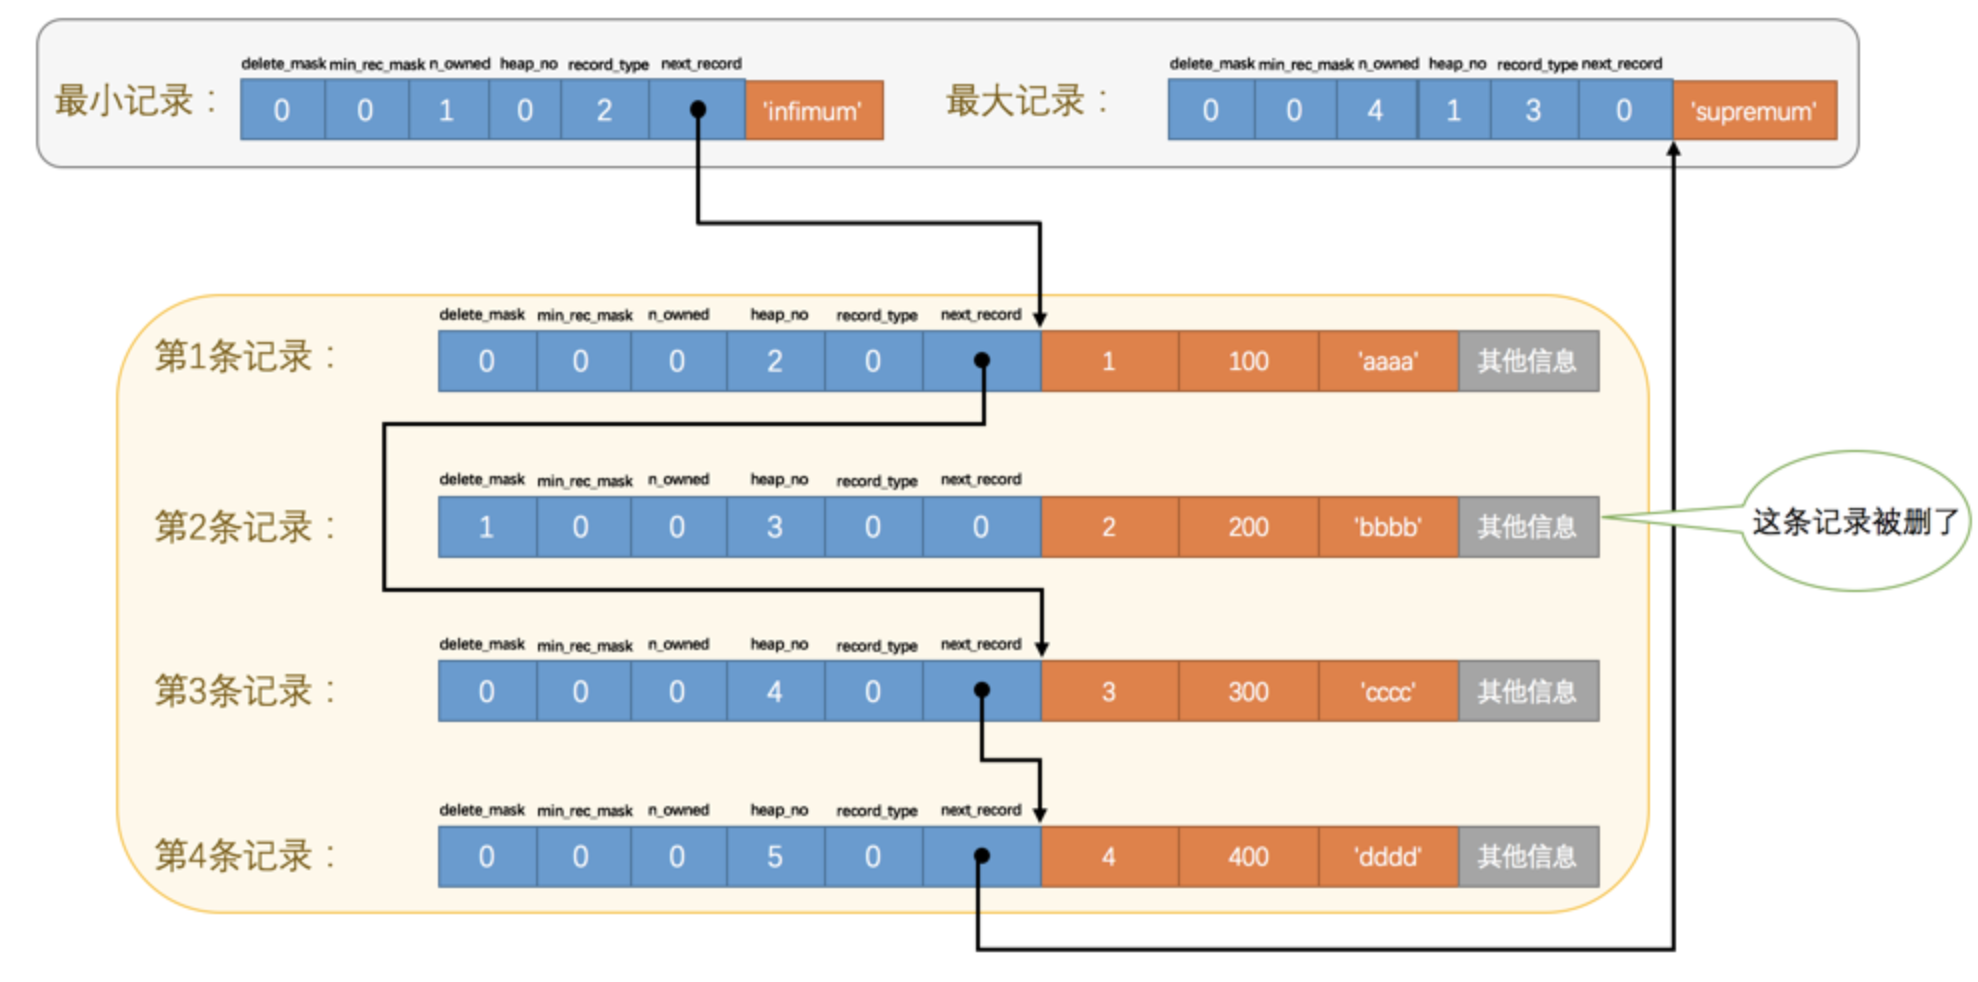 delete_mask min_rec_mask n_owned heap_no record_type next_record
最小记录： 0 0 1 0 2 'infimum'
delete_mask min_rec_mask n_owned heap_no record_type next_record
最大记录： 0 0 4 1 3 0 'supremum'
delete_mask min_rec_mask n_owned heap_no record_type next_record
第1条记录： 0 0 0 2 0 1 100 'aaaa' 其他信息
delete_mask min_rec_mask n_owned heap_no record_type next_record
第2条记录： 1 0 0 3 0 0 2 200 'bbbb' 其他信息
这条记录被删了
delete_mask min_rec_mask n_owned heap_no record_type next_record
第3条记录： 0 0 0 4 0 3 300 'cccc' 其他信息
delete_mask min_rec_mask n_owned heap_no record_type next_record
第4条记录： 0 0 0 5 0 4 400 'dddd' 其他信息